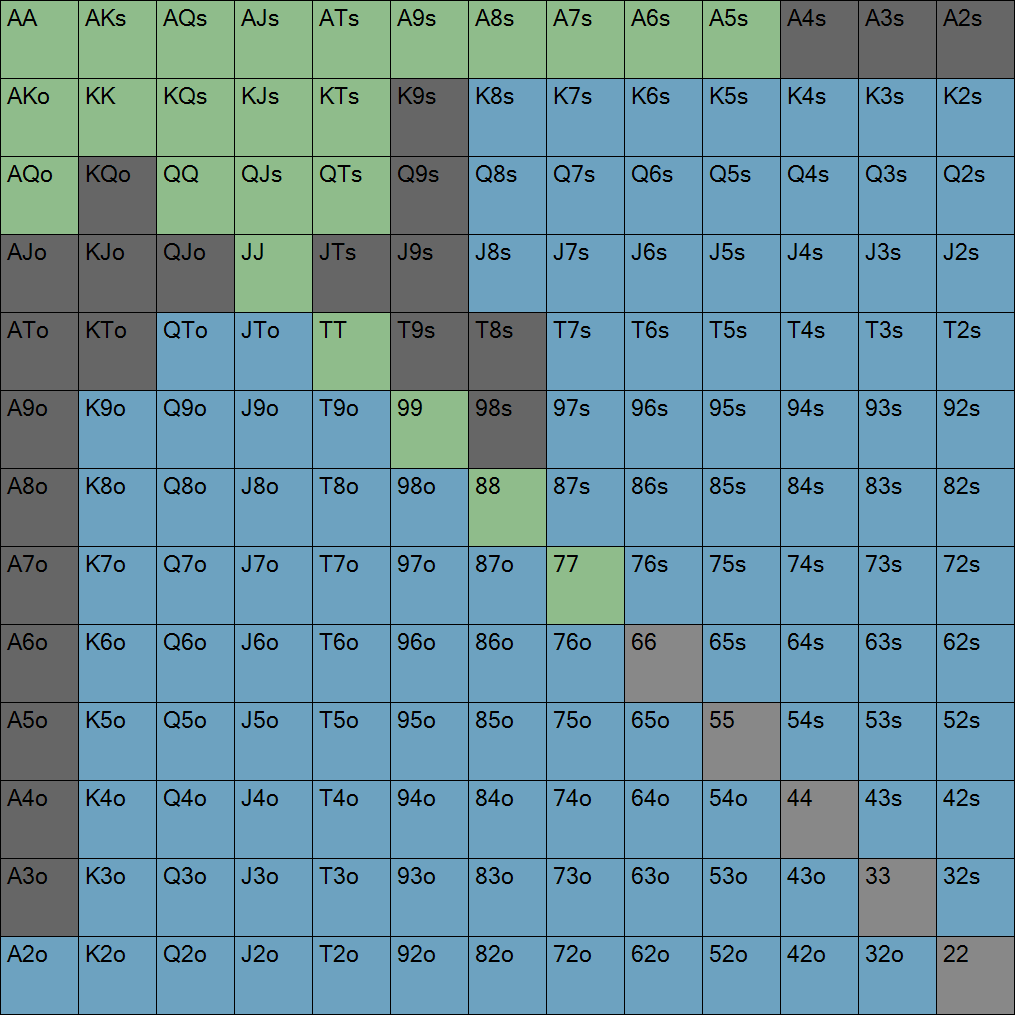 AA AKs AQs AJs ATs A9s A8s A7s A6s A5s A4s A3s A2s
AKo KK KQs KJs KTs K9s K8s K7s K6s K5s K4s K3s K2s
AQo KQo QQ QJs QTs Q9s Q8s Q7s Q6s Q5s Q4s Q3s Q2s
AJo KJo QJo JJ JTs J9s J8s J7s J6s J5s J4s J3s J2s
ATo KTo QTo JTo TT T9s T8s T7s T6s T5s T4s T3s T2s
A9o K9o Q9o J9o T9o 99 98s 97s 96s 95s 94s 93s 92s
A8o K8o Q8o J8o T8o 98o 88 87s 86s 85s 84s 83s 82s
A7o K7o Q7o J7o T7o 97o 87o 77 76s 75s 74s 73s 72s
A6o K6o Q6o J6o T6o 96o 86o 76o 66 65s 64s 63s 62s
A5o K5o Q5o J5o T5o 95o 85o 75o 65o 55 54s 53s 52s
A4o K4o Q4o J4o T4o 94o 84o 74o 64o 54o 44 43s 42s
A3o K3o Q3o J3o T3o 93o 83o 73o 63o 53o 43o 33 32s
A2o K2o Q2o J2o T2o 92o 82o 72o 62o 52o 42o 32o 22